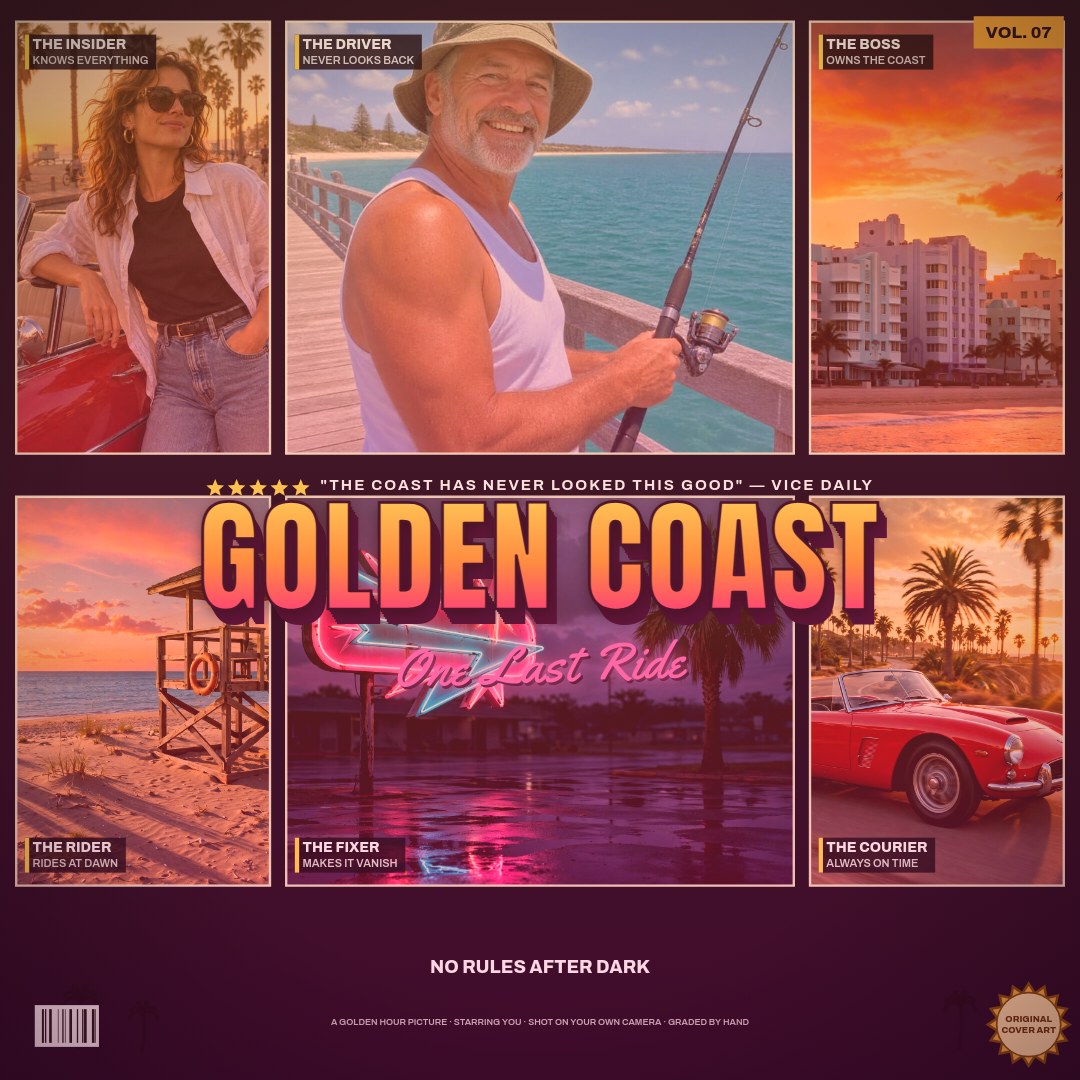 THE INSIDER
KNOWS EVERYTHING
THE DRIVER
NEVER LOOKS BACK
THE BOSS
OWNS THE COAST
VOL. 07
"THE COAST HAS NEVER LOOKED THIS GOOD" — VICE DAILY
GOLDEN COAST
One Last Ride
THE RIDER
RIDES AT DAWN
THE FIXER
MAKES IT VANISH
THE COURIER
ALWAYS ON TIME
NO RULES AFTER DARK
A GOLDEN HOUR PICTURE · STARRING YOU · SHOT ON YOUR OWN CAMERA · GRADED BY HAND
ORIGINAL
COVER ART